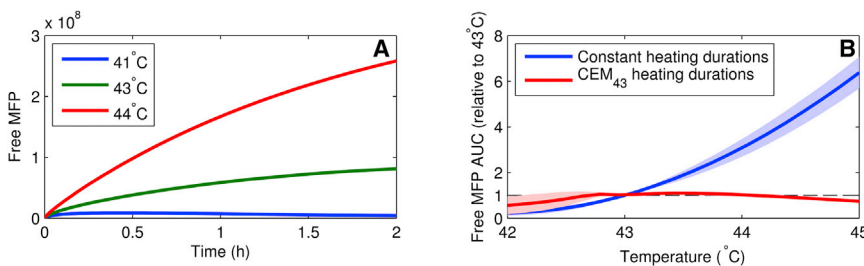 x 10⁸
3
2
1
0
Free MFP
41°C
43°C
44°C
A
0
0.5
1
1.5
2
Time (h)
8
6
4
2
1
0
Free MFP AUC (relative to 43°C)
Constant heating durations
CEM₄₃ heating durations
B
42
43
44
45
Temperature (°C)